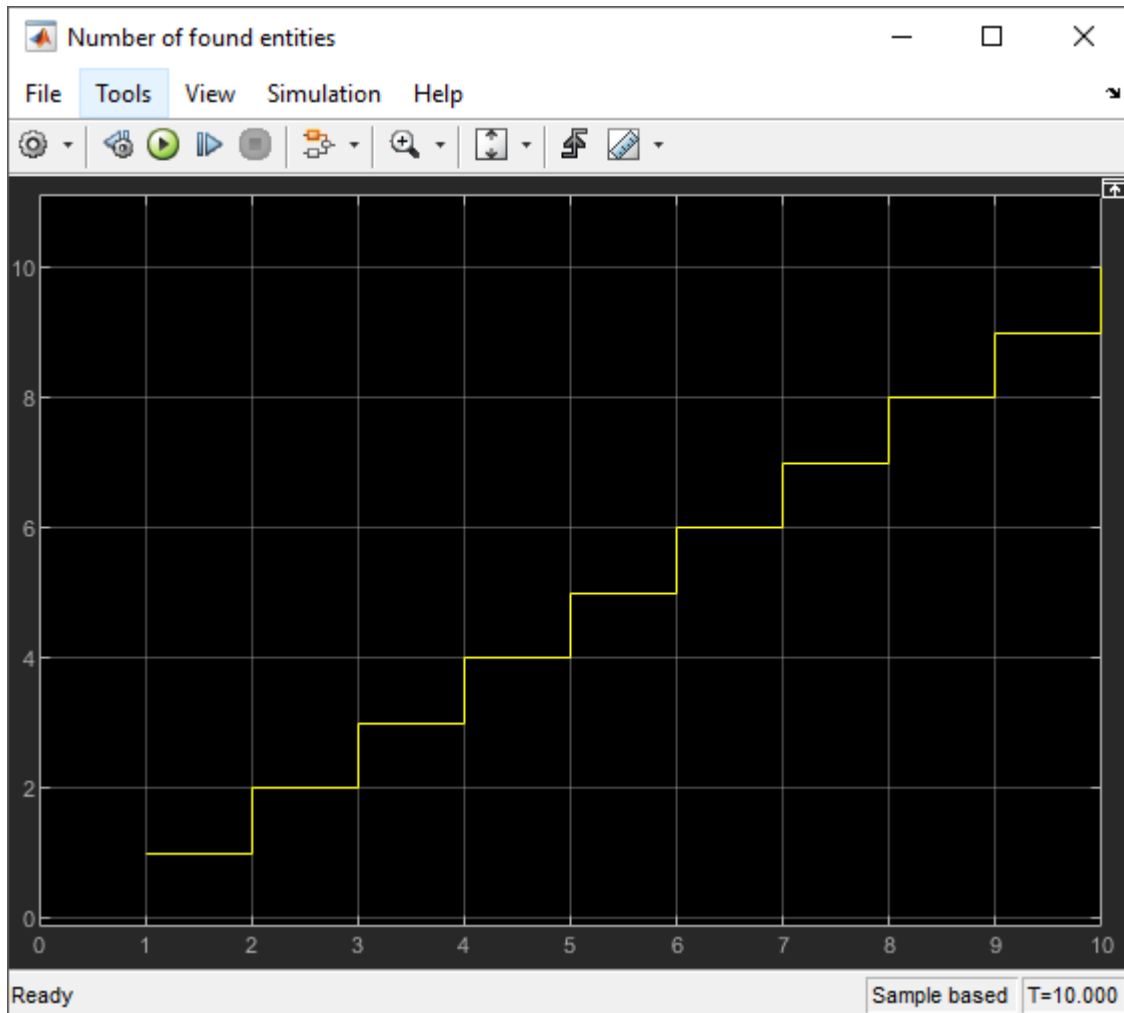 Number of found entities
File Tools View Simulation Help
10
8
6
4
2
0
0 1 2 3 4 5 6 7 8 9 10
Ready Sample based T=10.000